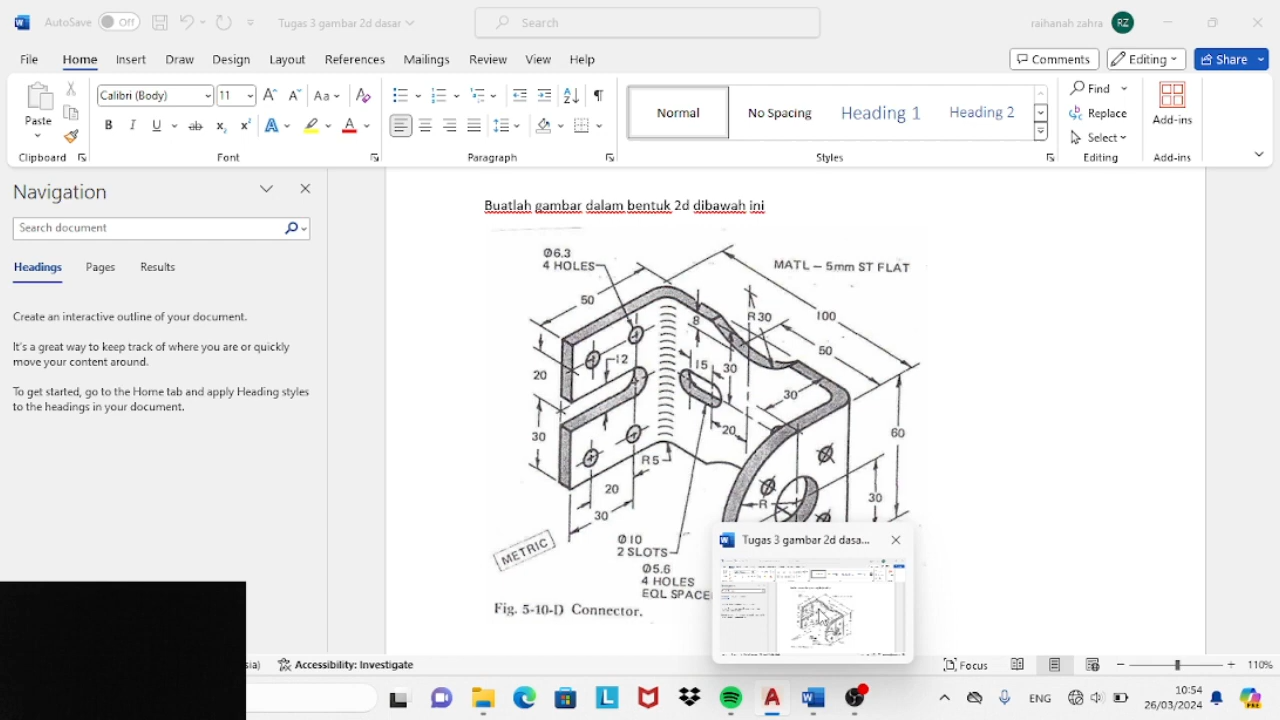 AutoSave Off Tugas 3 gambar 2d dasar Search raihanah zahra RZ
File Home Insert Draw Design Layout References Mailings Review View Help Comments Editing Share
Paste Calibri (Body) 11 Aa Normal No Spacing Heading 1 Heading 2 Find Replace Select Add-ins
Clipboard Font Paragraph Styles Editing Add-ins
Navigation
Search document
Headings Pages Results
Create an interactive outline of your document.
It's a great way to keep track of where you are or quickly
move your content around.
To get started, go to the Home tab and apply Heading styles
to the headings in your document.
Buatlah gambar dalam bentuk 2d dibawah ini
Ø6.3
4 HOLES
MATL – 5mm ST FLAT
50
8
R30
100
50
12
20
15
30
30
30
20
60
R5
20
30
R
30
METRIC
Ø10
2 SLOTS
Ø5.6
4 HOLES
EQL SPACE
Fig. 5-10-D Connector.
Tugas 3 gambar 2d dasa...
Accessibility: Investigate Focus 110%
ENG 10:54
26/03/2024